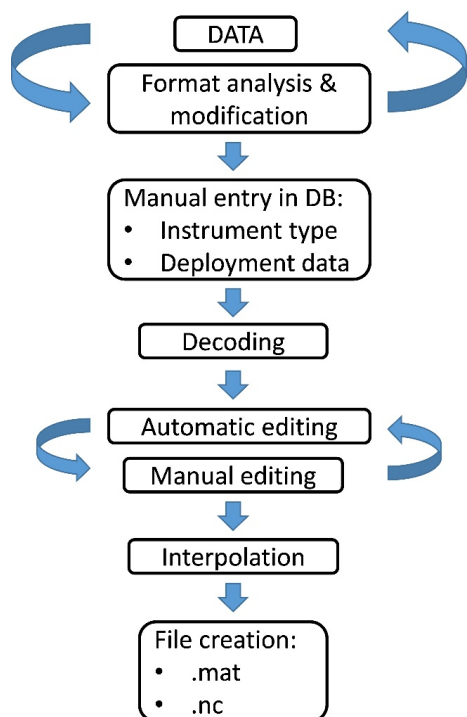 DATA
Format analysis &
modification
Manual entry in DB:
• Instrument type
• Deployment data
Decoding
Automatic editing
Manual editing
Interpolation
File creation:
• .mat
• .nc